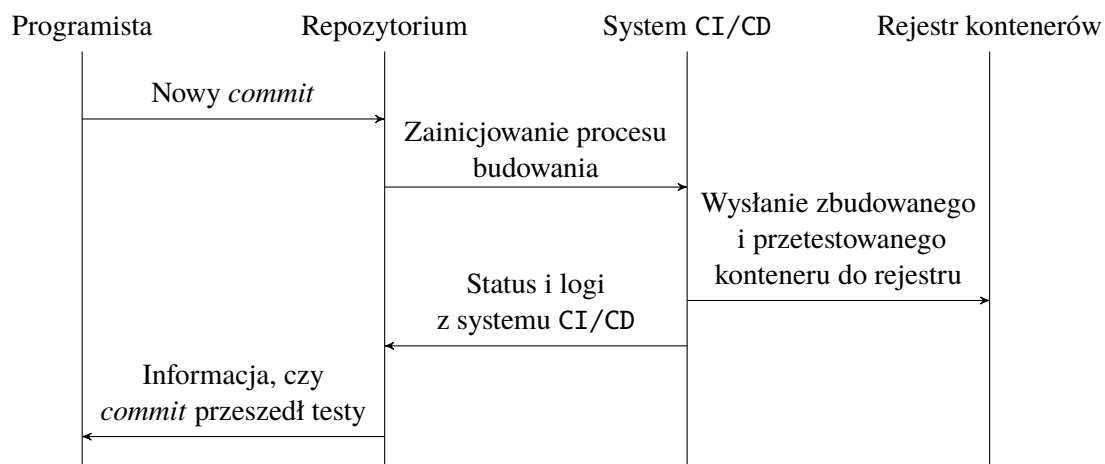 Programista
Repozytorium
System CI/CD
Rejestr kontenerów
Nowy commit
Zainicjowanie procesu
budowania
Wysłanie zbudowanego
i przetestowanego
konteneru do rejestru
Status i logi
z systemu CI/CD
Informacja, czy
commit przeszedł testy